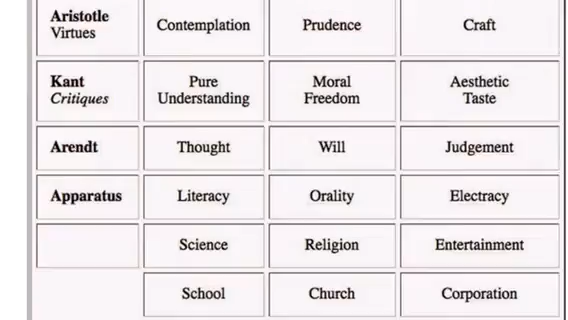 Aristotle Contemplation Prudence Craft
Virtues
Kant Pure Moral Aesthetic
Critiques Understanding Freedom Taste
Arendt Thought Will Judgement
Apparatus Literacy Orality Electracy
Science Religion Entertainment
School Church Corporation